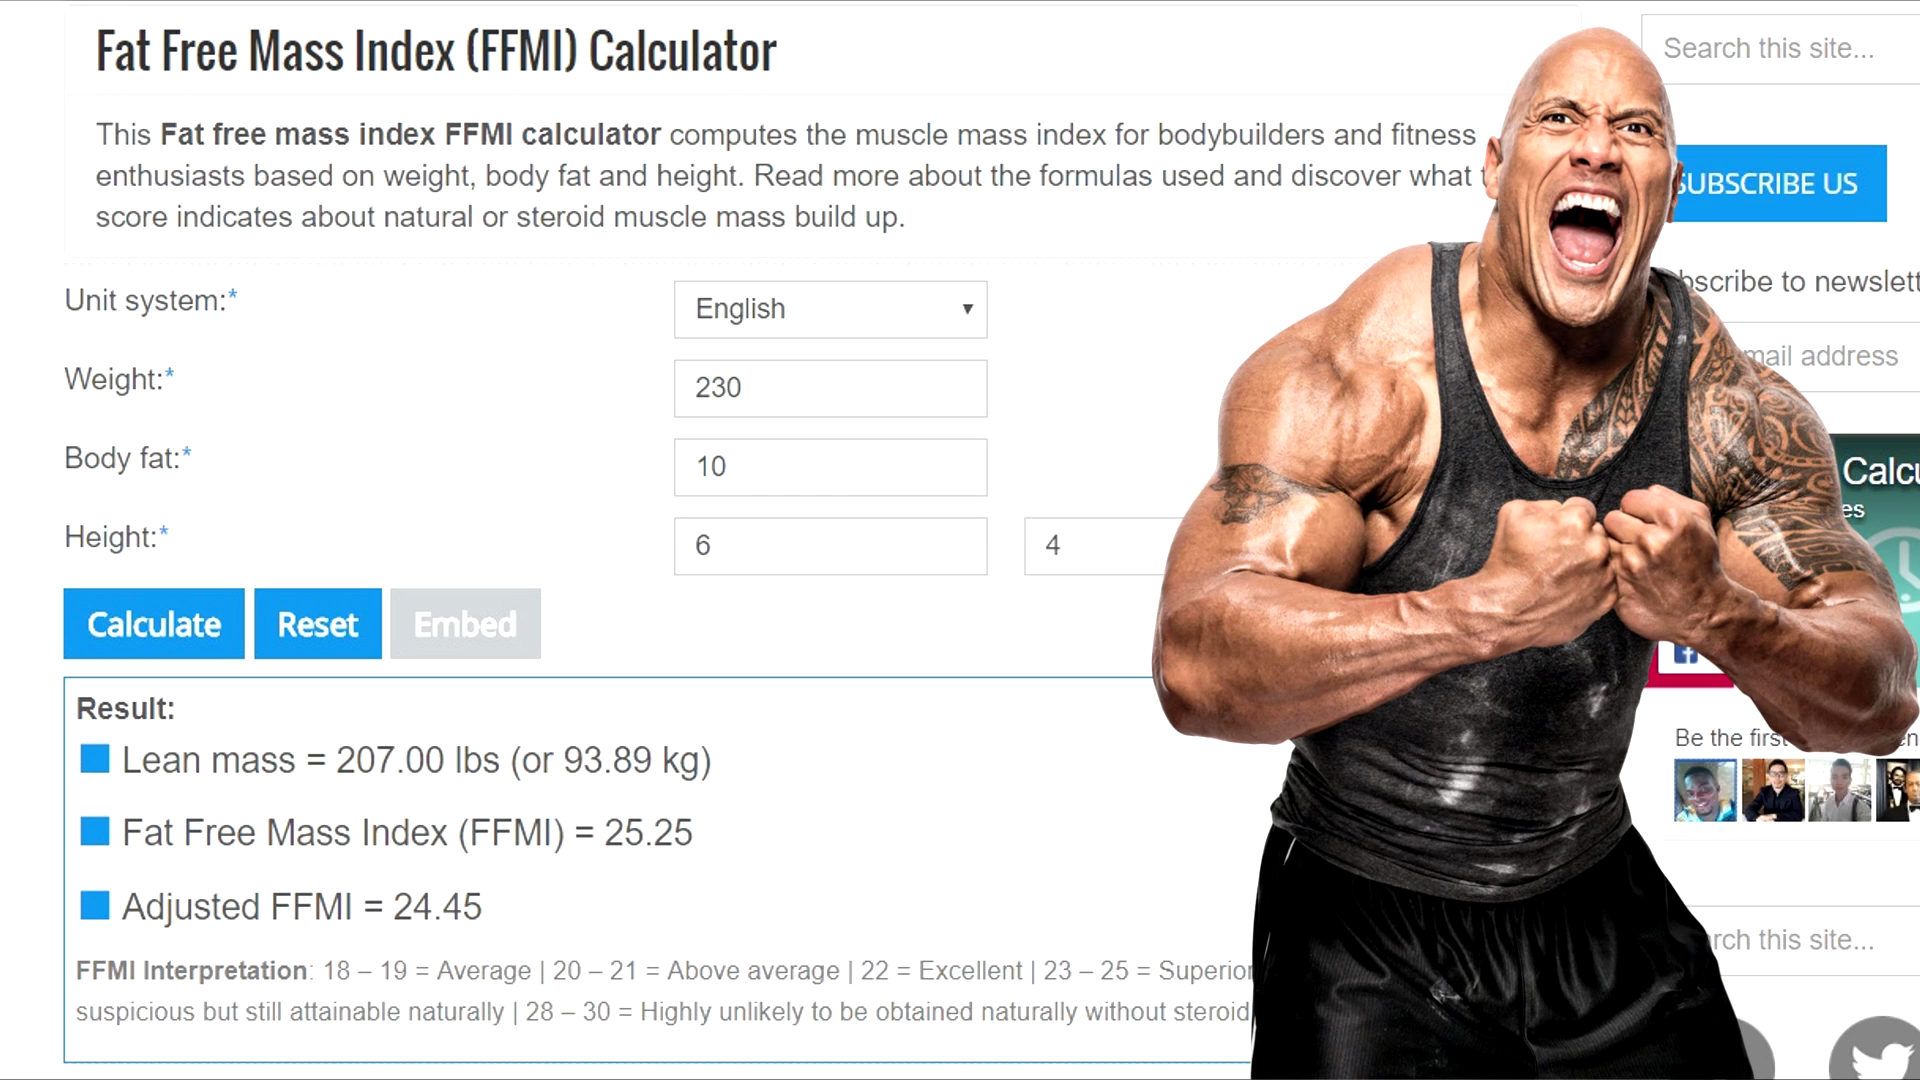 Fat Free Mass Index (FFMI) Calculator
Search this site...
This Fat free mass index FFMI calculator computes the muscle mass index for bodybuilders and fitness
enthusiasts based on weight, body fat and height. Read more about the formulas used and discover what
score indicates about natural or steroid muscle mass build up.
SUBSCRIBE US
Unit system:*
English
to newslett
Weight:*
230
address
Body fat:*
10
Height:*
6
4
Calculate
Reset
Embed
Result:
Lean mass = 207.00 lbs (or 93.89 kg)
Be the first
Fat Free Mass Index (FFMI) = 25.25
Adjusted FFMI = 24.45
this site...
FFMI Interpretation: 18 – 19 = Average | 20 – 21 = Above average | 22 = Excellent | 23 – 25 = Superior
suspicious but still attainable naturally | 28 – 30 = Highly unlikely to be obtained naturally without steroid